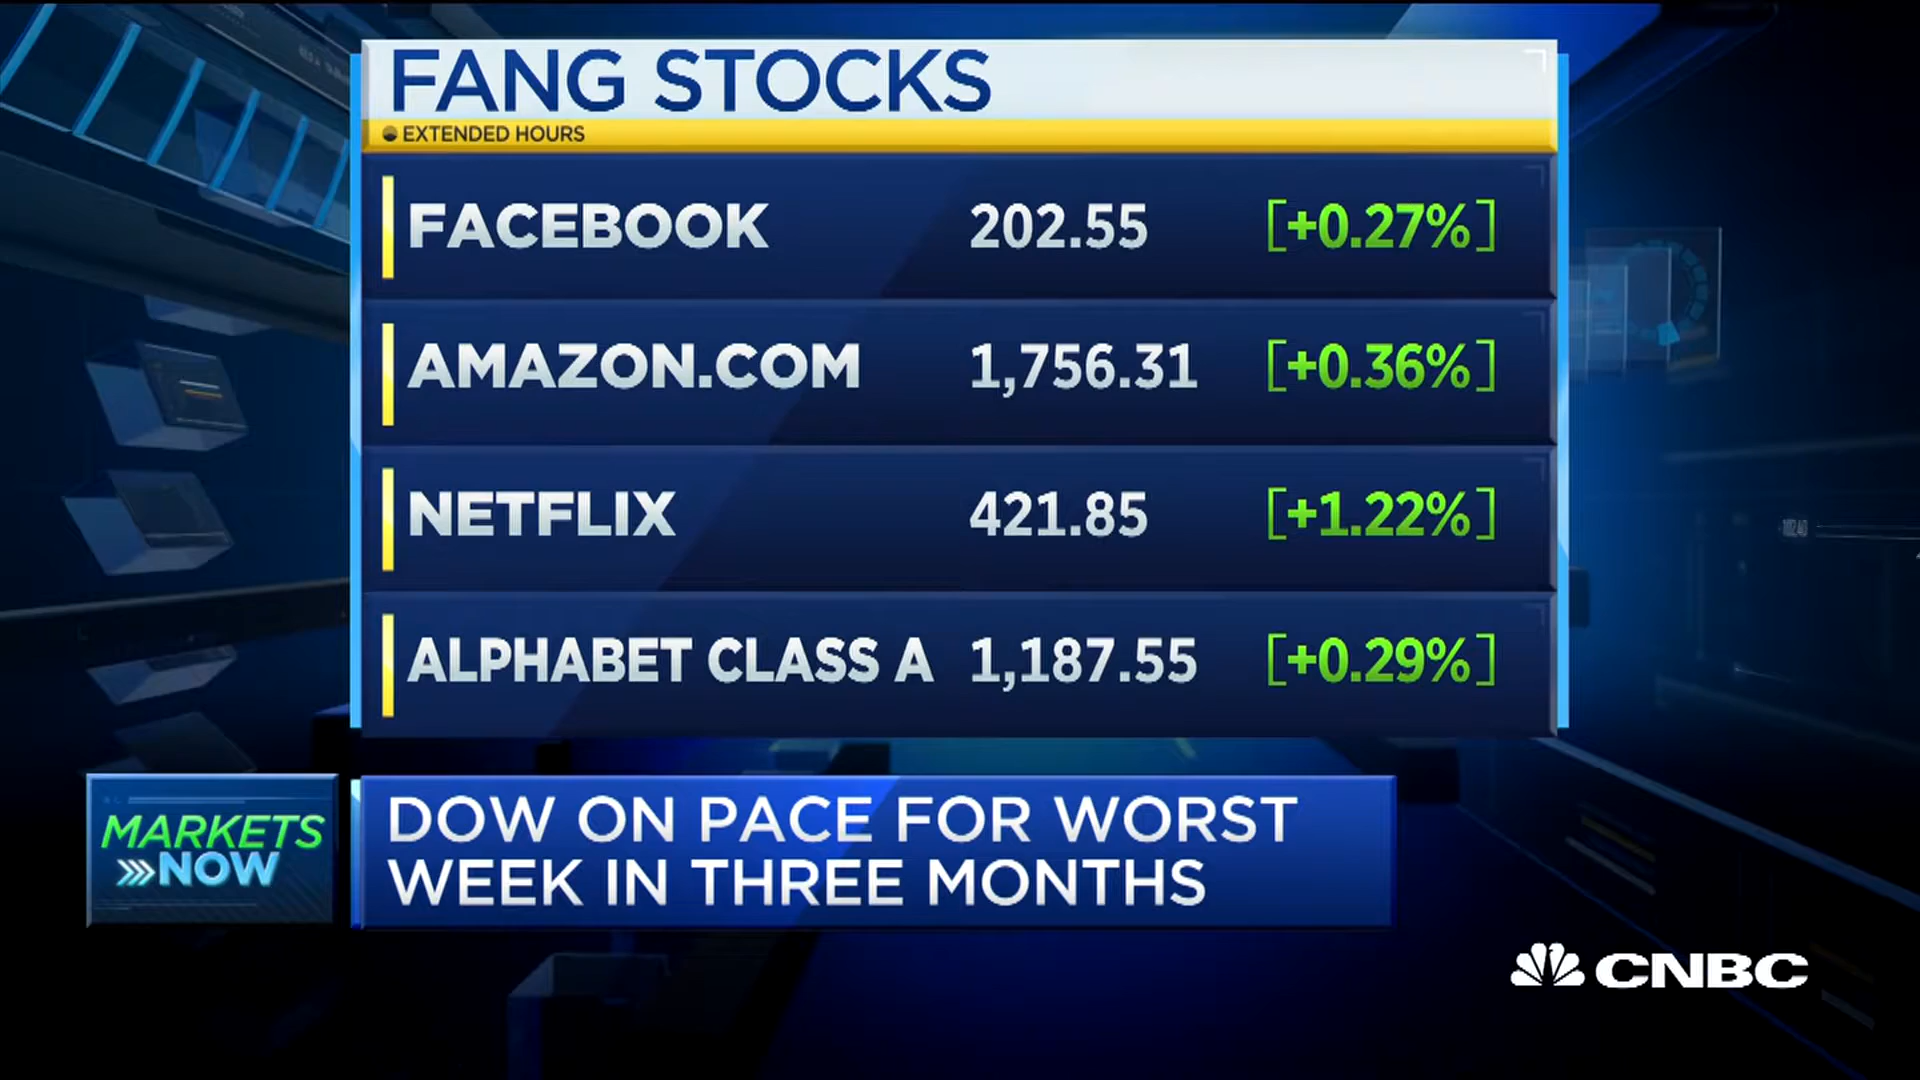 FANG STOCKS
EXTENDED HOURS
FACEBOOK 202.55 [+0.27%]
AMAZON.COM 1,756.31 [+0.36%]
NETFLIX 421.85 [+1.22%]
ALPHABET CLASS A 1,187.55 [+0.29%]
MARKETS
NOW
DOW ON PACE FOR WORST
WEEK IN THREE MONTHS
CNBC